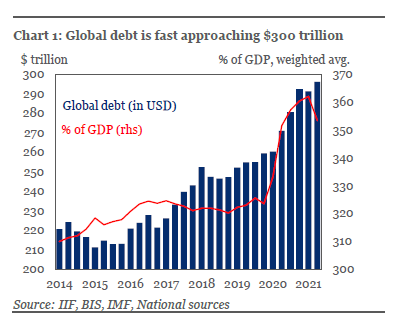 Chart 1: Global debt is fast approaching $300 trillion
$ trillion
% of GDP, weighted avg.
300
290
280
270
260
250
240
230
220
210
200
Global debt (in USD)
% of GDP (rhs)
370
360
350
340
330
320
310
300
2014 2015 2016 2017 2018 2019 2020 2021
Source: IIF, BIS, IMF, National sources